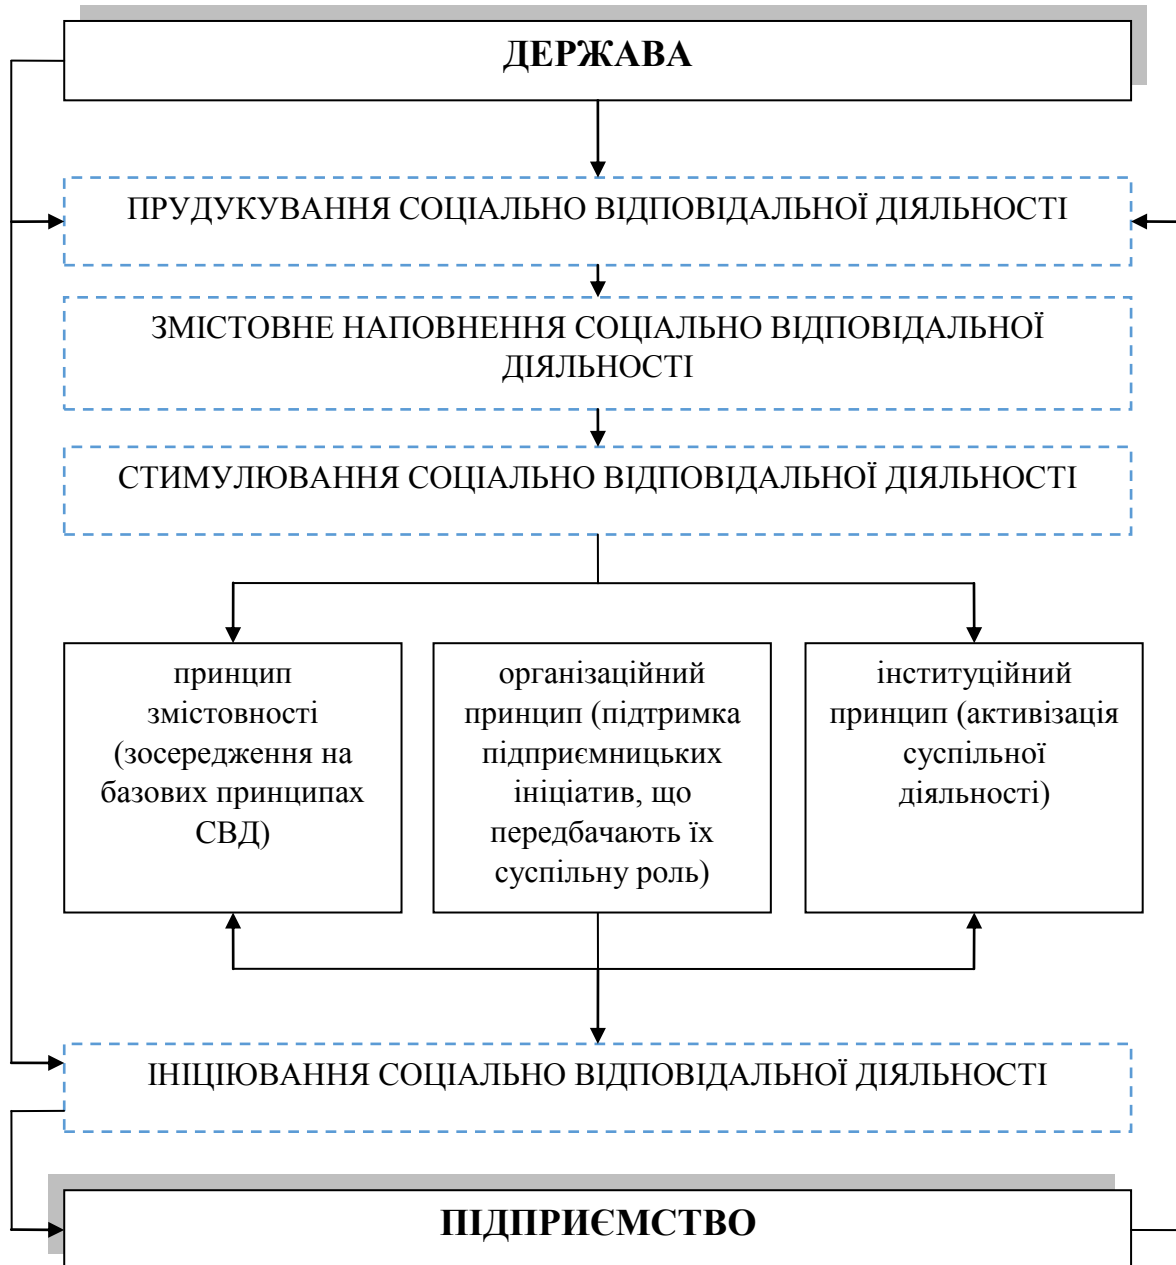 ДЕРЖАВА
ПРУДУКУВАННЯ СОЦІАЛЬНО ВІДПОВІДАЛЬНОЇ ДІЯЛЬНОСТІ
ЗМІСТОВНЕ НАПОВНЕННЯ СОЦІАЛЬНО ВІДПОВІДАЛЬНОЇ
ДІЯЛЬНОСТІ
СТИМУЛЮВАННЯ СОЦІАЛЬНО ВІДПОВІДАЛЬНОЇ ДІЯЛЬНОСТІ
принцип
змістовності
(зосередження на
базових принципах
СВД)
організаційний
принцип (підтримка
підприємницьких
ініціатив, що
передбачають їх
суспільну роль)
інституційний
принцип (активізація
суспільної
діяльності)
ІНІЦІЮВАННЯ СОЦІАЛЬНО ВІДПОВІДАЛЬНОЇ ДІЯЛЬНОСТІ
ПІДПРИЄМСТВО